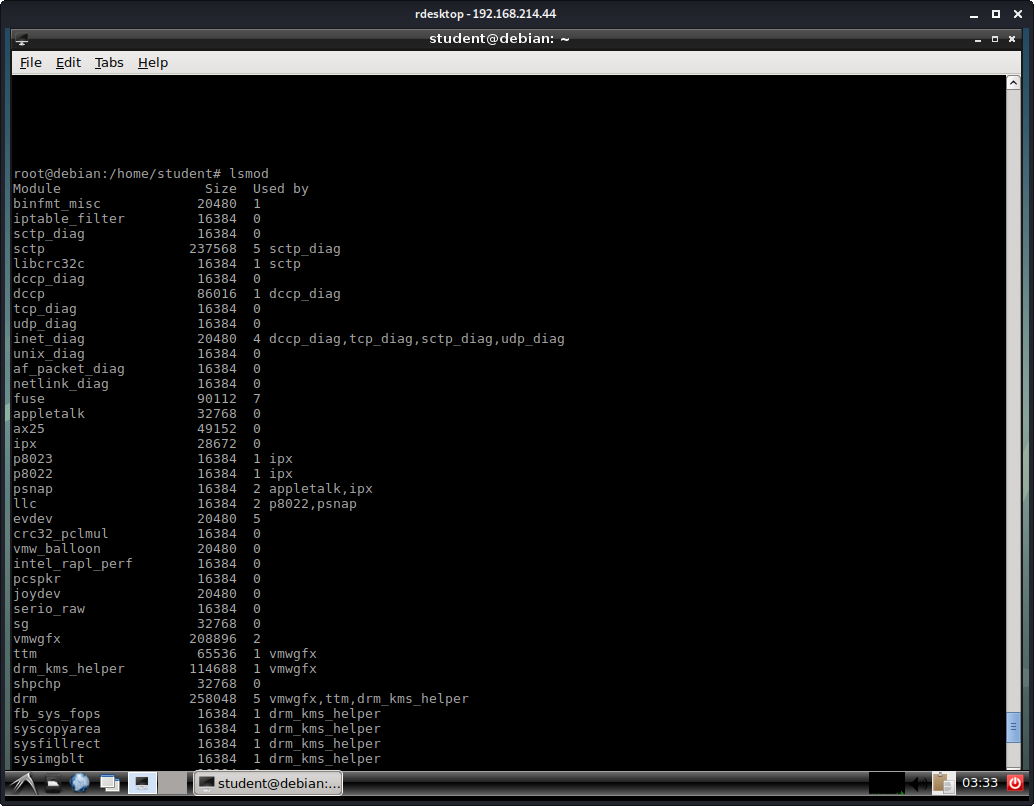 rdesktop - 192.168.214.44
student@debian: ~
File Edit Tabs Help
root@debian:/home/student# lsmod
Module                  Size  Used by
binfmt_misc            20480  1
iptable_filter         16384  0
sctp_diag              16384  0
sctp                  237568  5 sctp_diag
libcrc32c              16384  1 sctp
dccp_diag              16384  0
dccp                   86016  1 dccp_diag
tcp_diag               16384  0
udp_diag               16384  0
inet_diag              20480  4 dccp_diag,tcp_diag,sctp_diag,udp_diag
unix_diag              16384  0
af_packet_diag         16384  0
netlink_diag           16384  0
fuse                   90112  7
appletalk              32768  0
ax25                   49152  0
ipx                    28672  0
p8023                  16384  1 ipx
p8022                  16384  1 ipx
psnap                  16384  2 appletalk,ipx
llc                    16384  2 p8022,psnap
evdev                  20480  5
crc32_pclmul           16384  0
vmw_balloon            20480  0
intel_rapl_perf        16384  0
pcspkr                 16384  0
joydev                 20480  0
serio_raw              16384  0
sg                     32768  0
vmwgfx                208896  2
ttm                    65536  1 vmwgfx
drm_kms_helper        114688  1 vmwgfx
shpchp                 32768  0
drm                   258048  5 vmwgfx,ttm,drm_kms_helper
fb_sys_fops            16384  1 drm_kms_helper
syscopyarea            16384  1 drm_kms_helper
sysfillrect            16384  1 drm_kms_helper
sysimgblt              16384  1 drm_kms_helper
student@debian:... 03:33